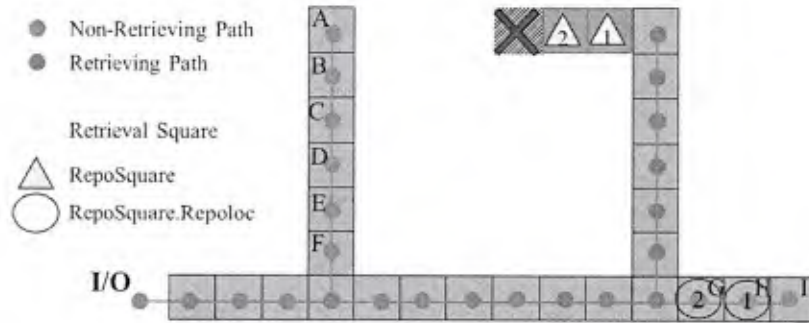 Non-Retrieving Path
Retrieving Path
Retrieval Square
RepoSquare
RepoSquare.Repoloc
A
B
C
D
E
F
2 1
I/O
2 G 1 H I